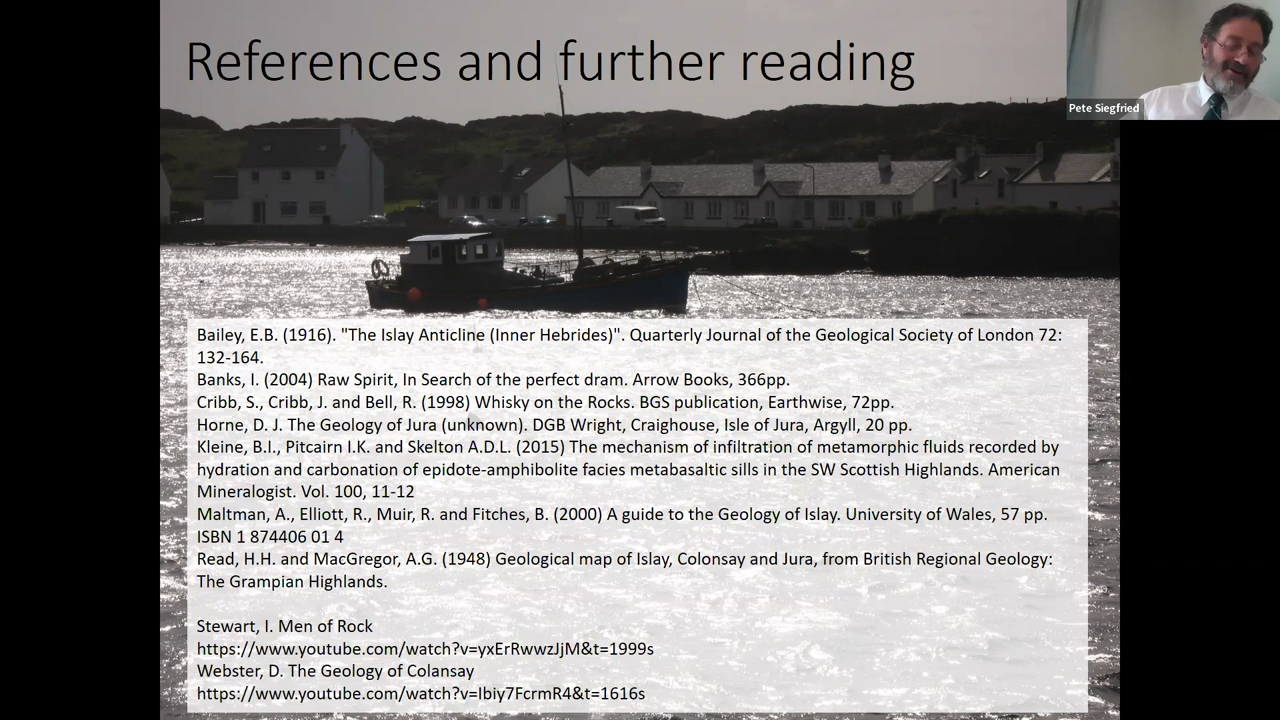 References and further reading
Pete Siegfried
Bailey, E.B. (1916). "The Islay Anticline (Inner Hebrides)". Quarterly Journal of the Geological Society of London 72:
132-164.
Banks, I. (2004) Raw Spirit, In Search of the perfect dram. Arrow Books, 366pp.
Cribb, S., Cribb, J. and Bell, R. (1998) Whisky on the Rocks. BGS publication, Earthwise, 72pp.
Horne, D. J. The Geology of Jura (unknown). DGB Wright, Craighouse, Isle of Jura, Argyll, 20 pp.
Kleine, B.I., Pitcairn I.K. and Skelton A.D.L. (2015) The mechanism of infiltration of metamorphic fluids recorded by
hydration and carbonation of epidote-amphibolite facies metabasaltic sills in the SW Scottish Highlands. American
Mineralogist. Vol. 100, 11-12
Maltman, A., Elliott, R., Muir, R. and Fitches, B. (2000) A guide to the Geology of Islay. University of Wales, 57 pp.
ISBN 1 874406 01 4
Read, H.H. and MacGregor, A.G. (1948) Geological map of Islay, Colonsay and Jura, from British Regional Geology:
The Grampian Highlands.
Stewart, I. Men of Rock
https://www.youtube.com/watch?v=yxErRwwzJjM&t=1999s
Webster, D. The Geology of Colansay
https://www.youtube.com/watch?v=Ibiy7FcrmR4&t=1616s